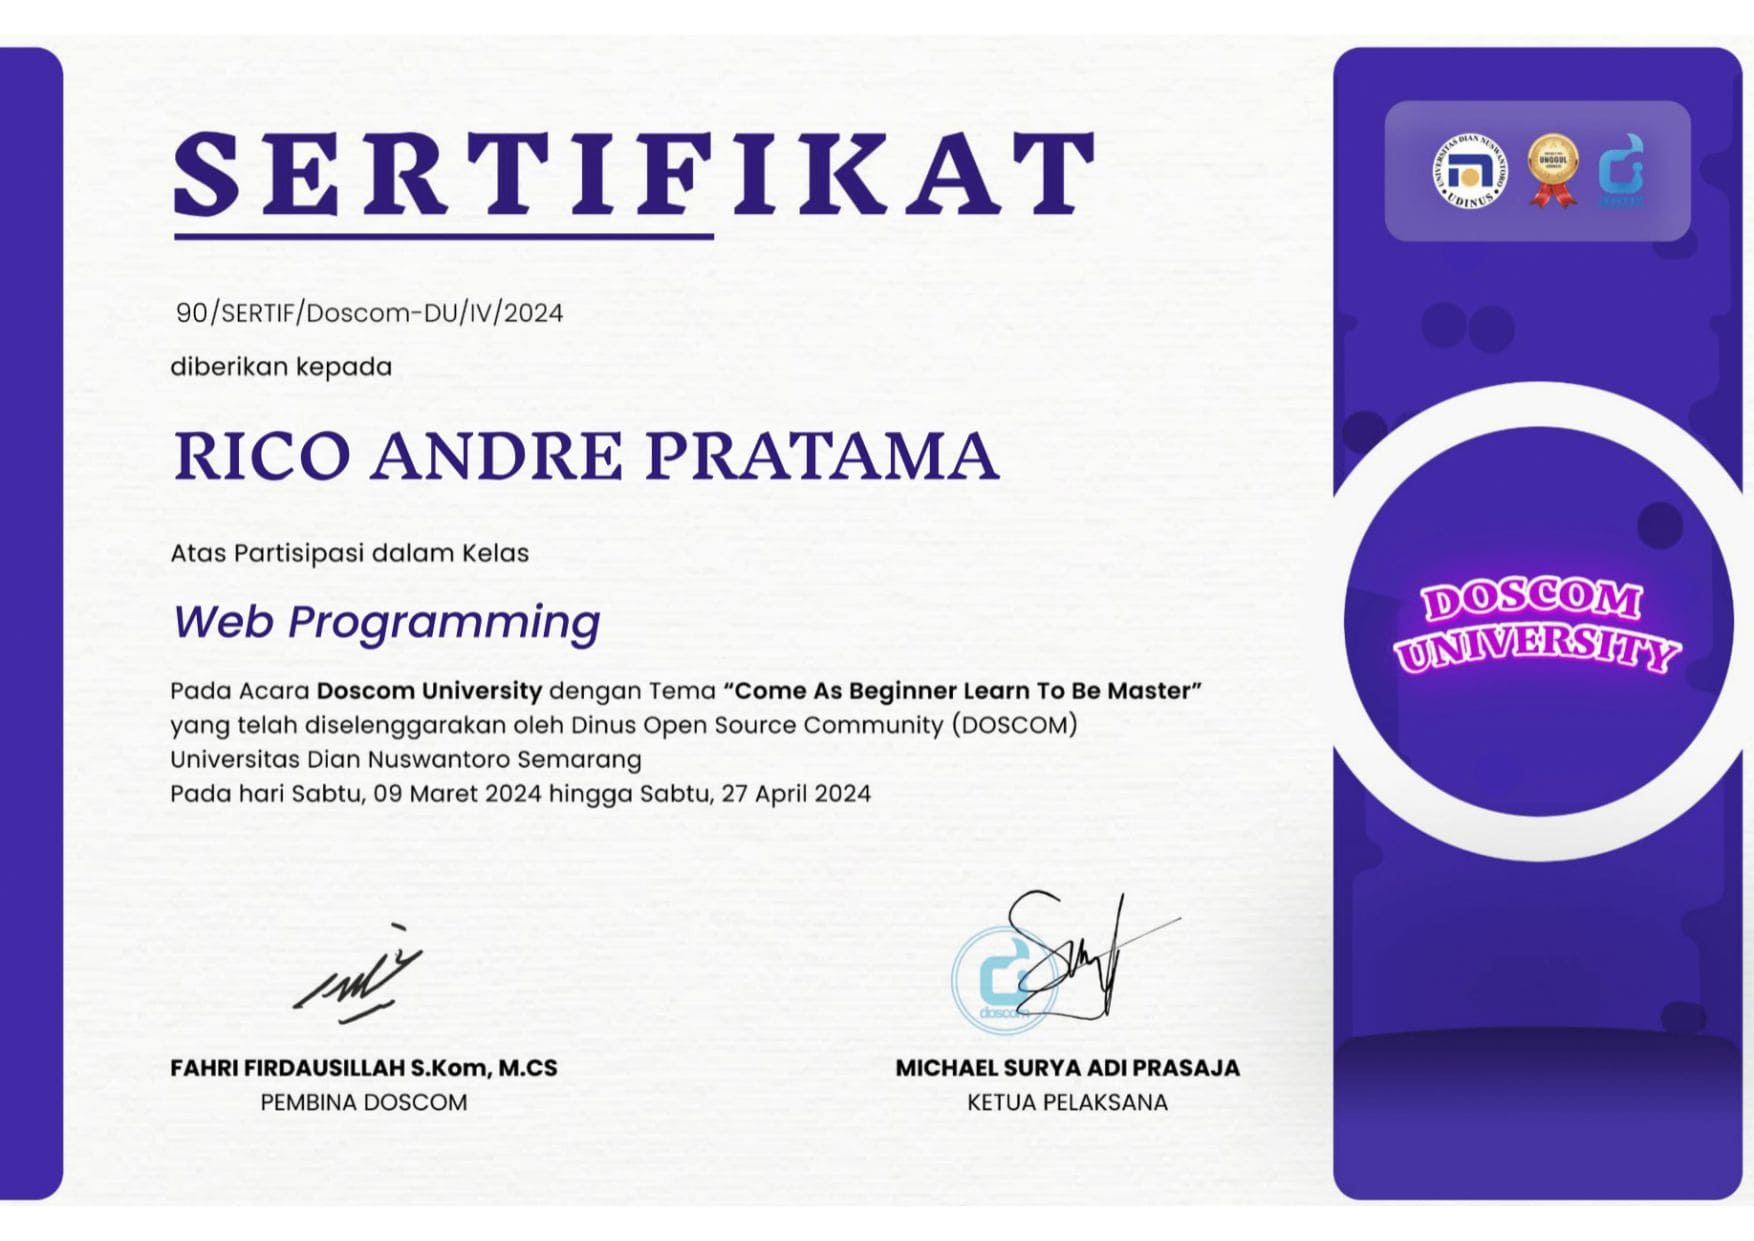 SERTIFIKAT
90/SERTIF/Doscom-DU/IV/2024
diberikan kepada
RICO ANDRE PRATAMA
Atas Partisipasi dalam Kelas
Web Programming
Pada Acara Doscom University dengan Tema “Come As Beginner Learn To Be Master”
yang telah diselenggarakan oleh Dinus Open Source Community (DOSCOM)
Universitas Dian Nuswantoro Semarang
Pada hari Sabtu, 09 Maret 2024 hingga Sabtu, 27 April 2024
doscom
FAHRI FIRDAUSILLAH S.Kom, M.CS
PEMBINA DOSCOM
MICHAEL SURYA ADI PRASAJA
KETUA PELAKSANA
UNIVERSITAS DIAN NUSWANTORO
UDINUS
UNGGUL
DOSCOM
UNIVERSITY